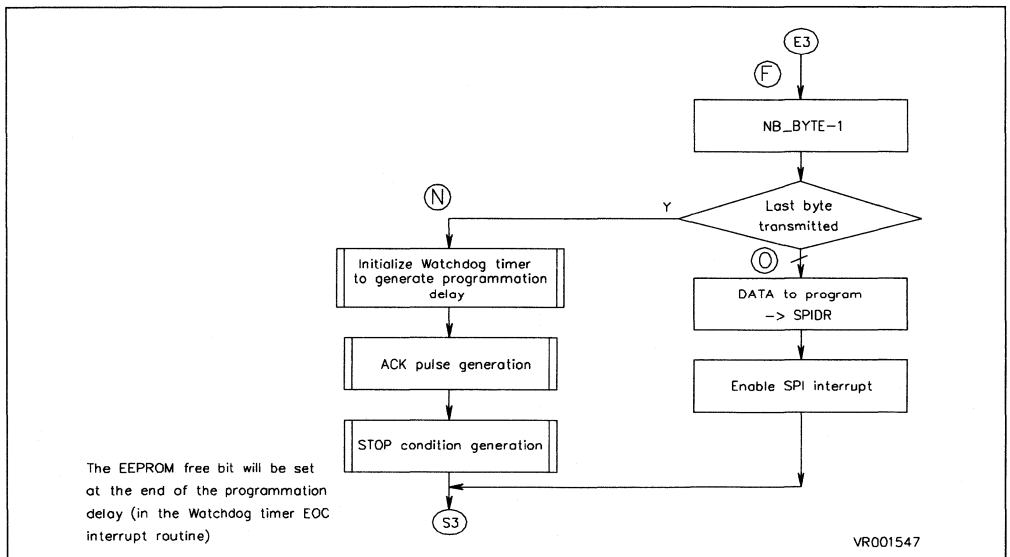 E3
F
NB_BYTE-1
N
Y
Last byte
transmitted
O
Initialize Watchdog timer
to generate programmation
delay
DATA to program
-> SPIDR
ACK pulse generation
Enable SPI interrupt
STOP condition generation
The EEPROM free bit will be set
at the end of the programmation
delay (in the Watchdog timer EOC
interrupt routine)
S3
VR001547